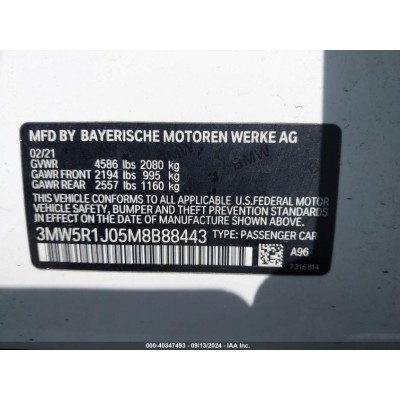 MFD BY BAYERISCHE MOTOREN WERKE AG
02/21
GVWR 4586 lbs 2080 kg
GAWR FRONT 2194 lbs 995 kg
GAWR REAR 2557 lbs 1160 kg
THIS VEHICLE CONFORMS TO ALL APPLICABLE U.S.FEDERAL MOTOR
VEHICLE SAFETY, BUMPER, AND THEFT PREVENTION STANDARDS
IN EFFECT ON THE DATE OF MANUFACTURE SHOWN ABOVE.
3MW5R1J05M8B88443 TYPE: PASSENGER CAR
A96
7 315 814
000-40347493 - 09/13/2024 - IAA Inc.